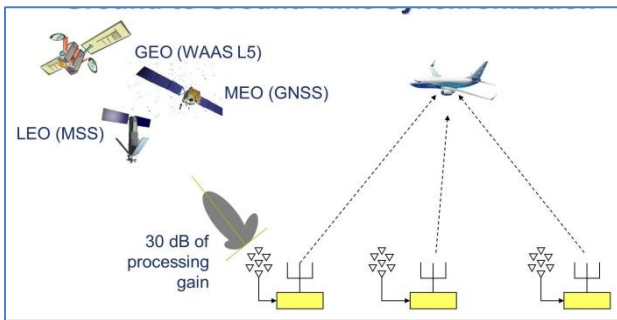 GEO (WAAS L5)
MEO (GNSS)
LEO (MSS)
30 dB of
processing
gain